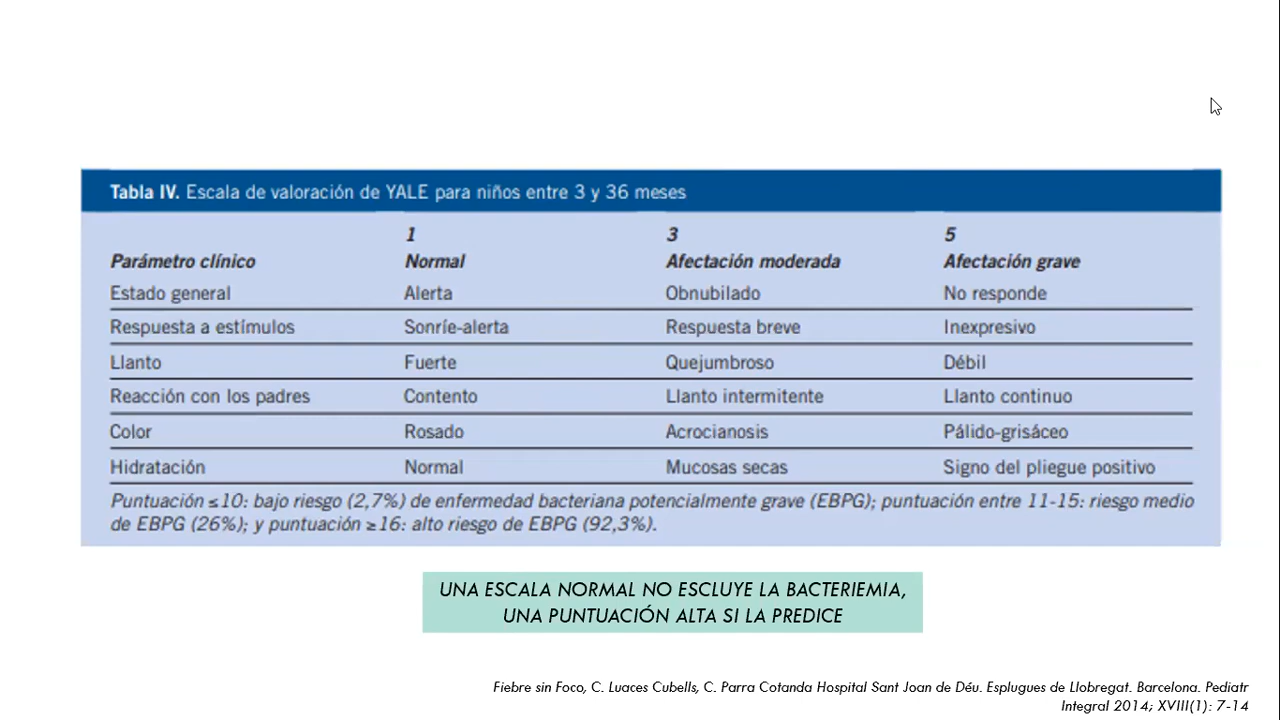 Tabla IV. Escala de valoración de YALE para niños entre 3 y 36 meses
1 3 5
Parámetro clínico Normal Afectación moderada Afectación grave
Estado general Alerta Obnubilado No responde
Respuesta a estímulos Sonríe-alerta Respuesta breve Inexpresivo
Llanto Fuerte Quejumbroso Débil
Reacción con los padres Contento Llanto intermitente Llanto continuo
Color Rosado Acrocianosis Pálido-grisáceo
Hidratación Normal Mucosas secas Signo del pliegue positivo
Puntuación ≤10: bajo riesgo (2,7%) de enfermedad bacteriana potencialmente grave (EBPG); puntuación entre 11-15: riesgo medio
de EBPG (26%); y puntuación ≥16: alto riesgo de EBPG (92,3%).
UNA ESCALA NORMAL NO ESCLUYE LA BACTERIEMIA,
UNA PUNTUACIÓN ALTA SI LA PREDICE
Fiebre sin Foco, C. Luaces Cubells, C. Parra Cotanda Hospital Sant Joan de Déu. Esplugues de Llobregat. Barcelona. Pediatr
Integral 2014; XVIII(1): 7-14